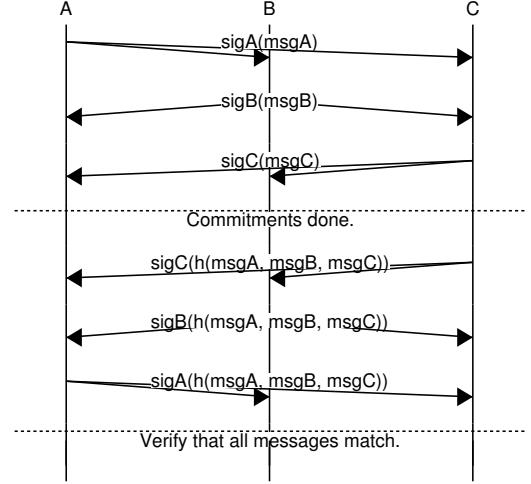 A B C
sigA(msgA)
sigB(msgB)
sigC(msgC)
Commitments done.
sigC(h(msgA, msgB, msgC))
sigB(h(msgA, msgB, msgC))
sigA(h(msgA, msgB, msgC))
Verify that all messages match.